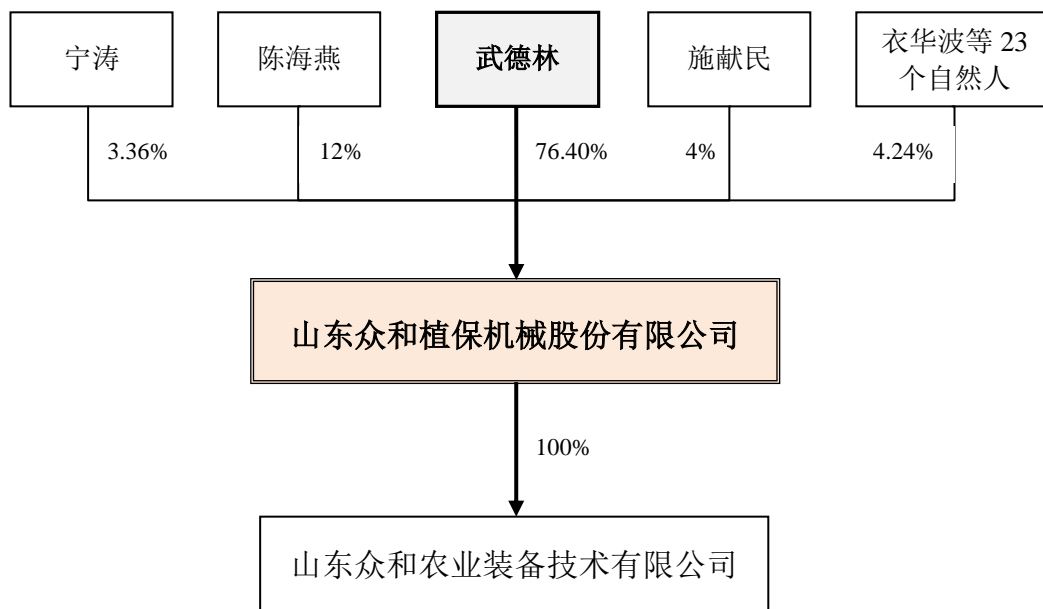 宁涛
陈海燕
武德林
施献民
衣华波等 23
个自然人
3.36%
12%
76.40%
4%
4.24%
山东众和植保机械股份有限公司
100%
山东众和农业装备技术有限公司